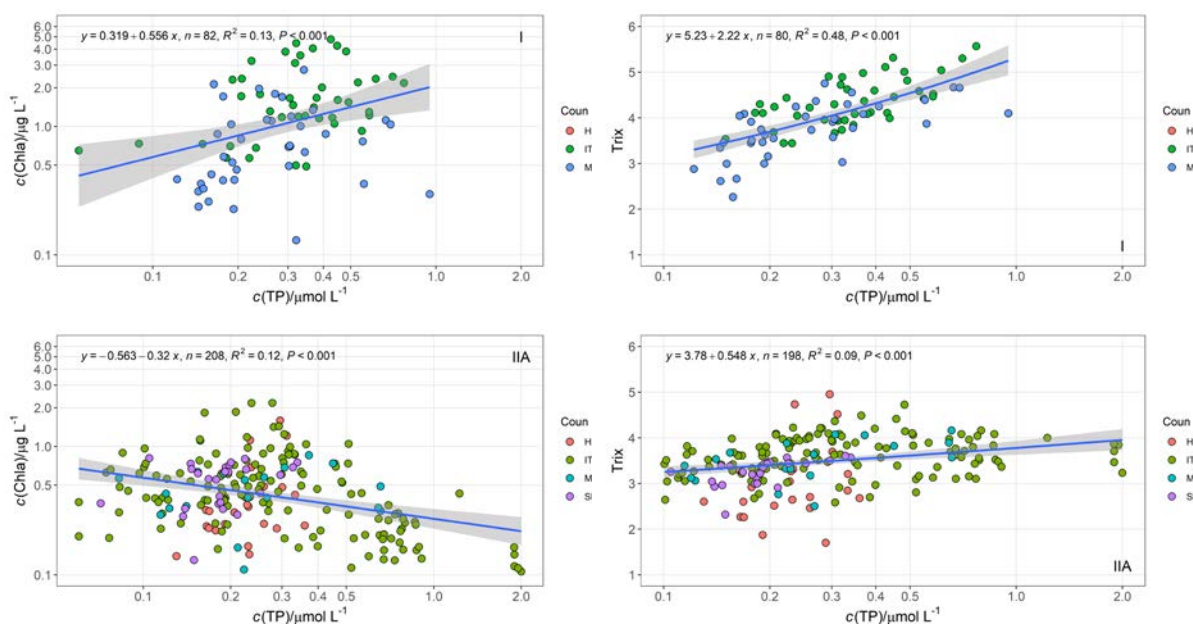 y = 0.319 + 0.556 x, n = 82, R² = 0.13, P < 0.001
I
6.0
5.0
4.0
3.0
2.0
1.0
0.5
0.1
c(Chla)/μg L⁻¹
0.1
0.2
0.3
0.4
0.5
1.0
2.0
c(TP)/μmol L⁻¹
Coun
H
IT
M
y = 5.23 + 2.22 x, n = 80, R² = 0.48, P < 0.001
I
6
5
4
3
2
1
Trix
0.1
0.2
0.3
0.4
0.5
1.0
2.0
c(TP)/μmol L⁻¹
Coun
H
IT
M
y = −0.563 − 0.32 x, n = 208, R² = 0.12, P < 0.001
IIA
6.0
5.0
4.0
3.0
2.0
1.0
0.5
0.1
c(Chla)/μg L⁻¹
0.1
0.2
0.3
0.4
0.5
1.0
2.0
c(TP)/μmol L⁻¹
Coun
H
IT
M
SI
y = 3.78 + 0.548 x, n = 198, R² = 0.09, P < 0.001
IIA
6
5
4
3
2
1
Trix
0.1
0.2
0.3
0.4
0.5
1.0
2.0
c(TP)/μmol L⁻¹
Coun
H
IT
M
SI